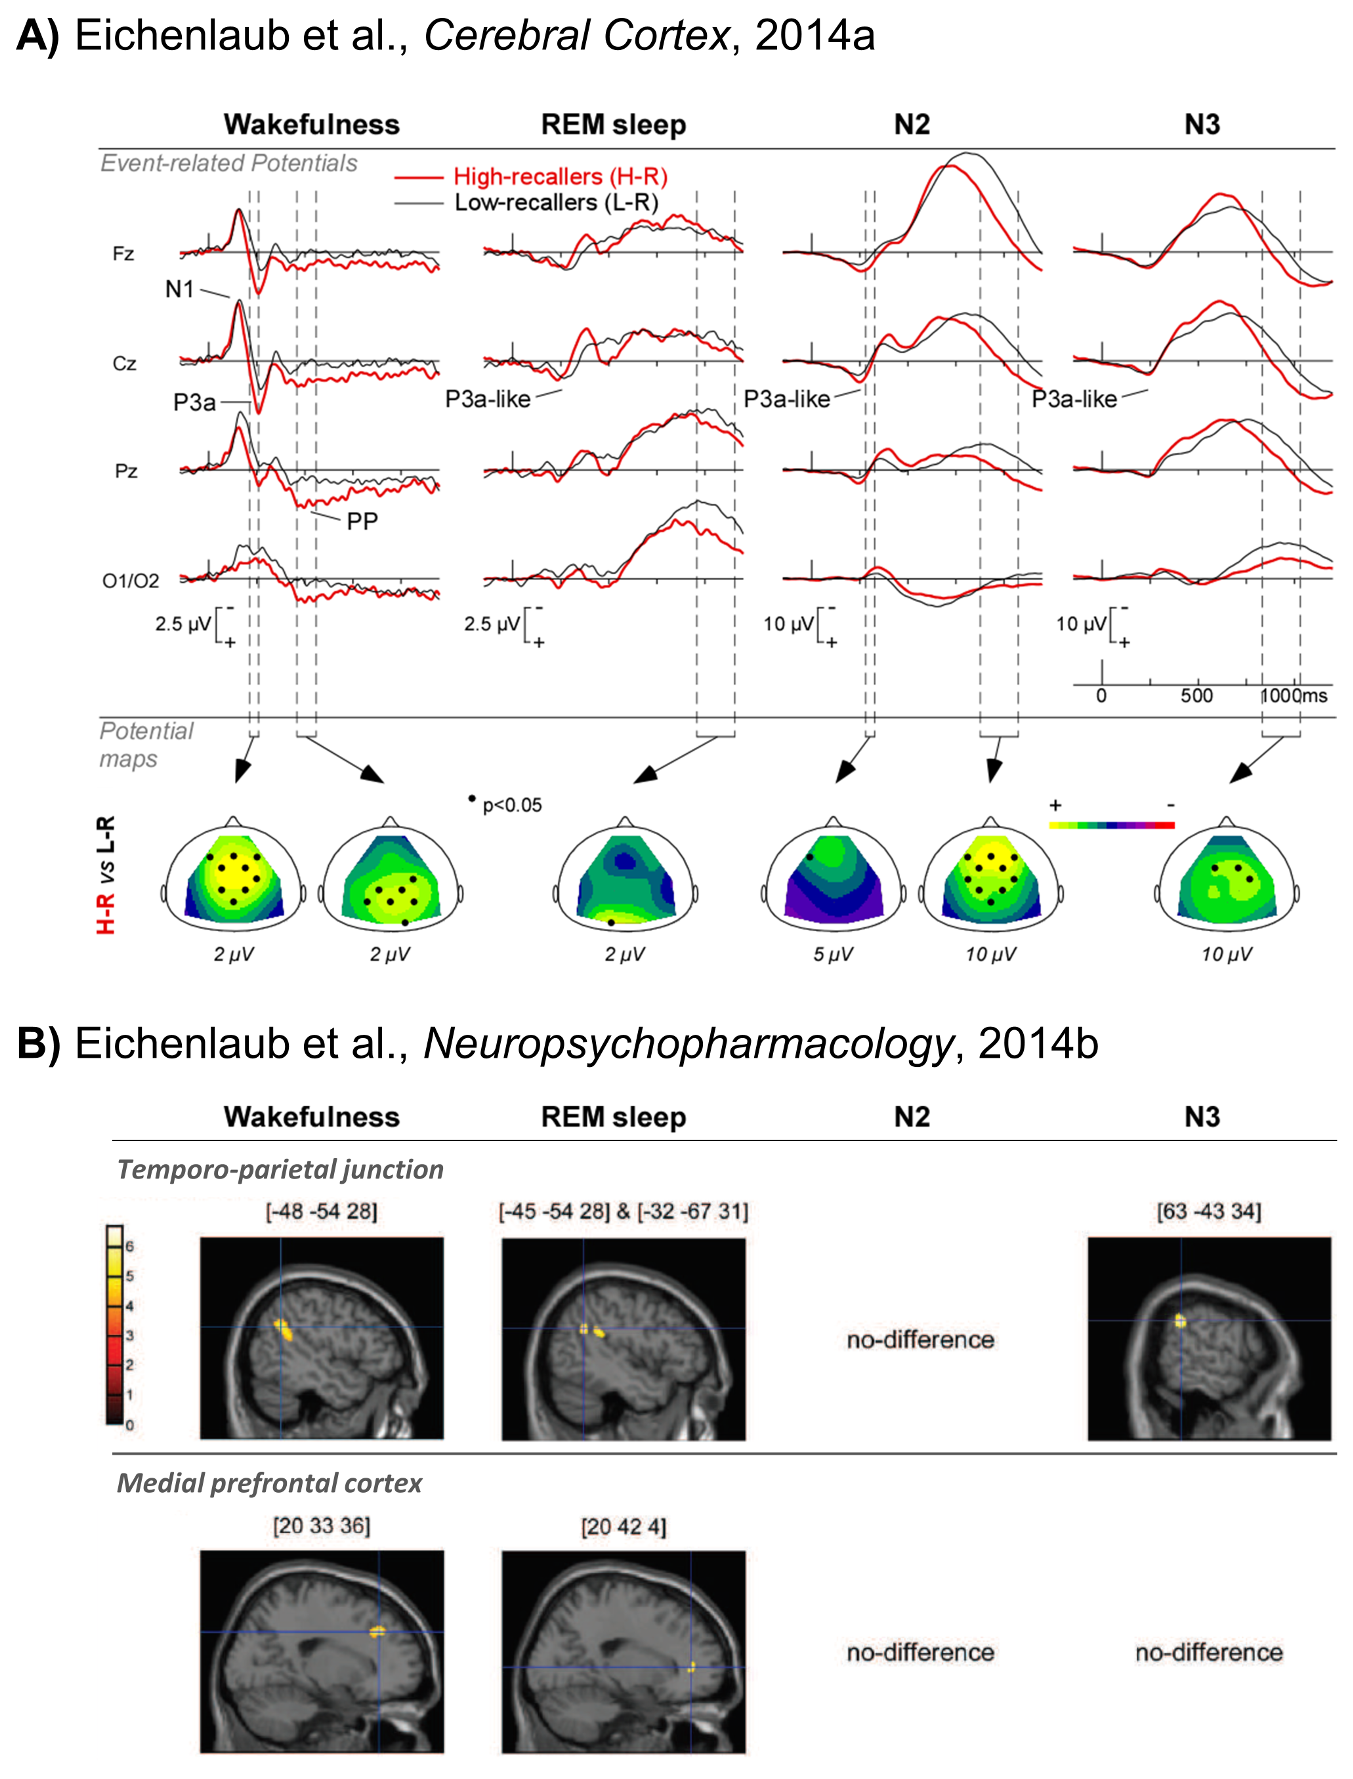 A) Eichenlaub et al., Cerebral Cortex, 2014a
Wakefulness REM sleep N2 N3
Event-related Potentials
High-recallers (H-R)
Low-recallers (L-R)
Fz
N1
Cz
P3a P3a-like P3a-like P3a-like
Pz
PP
O1/O2
2.5 µV - + 2.5 µV - + 10 µV - + 10 µV - +
0 500 1000ms
Potential
maps
p<0.05
+ -
H-R vs L-R
2 µV 2 µV 2 µV 5 µV 10 µV 10 µV
B) Eichenlaub et al., Neuropsychopharmacology, 2014b
Wakefulness REM sleep N2 N3
Temporo-parietal junction
[-48 -54 28] [-45 -54 28] & [-32 -67 31] [63 -43 34]
6
5
4
3
2
1
0
no-difference
Medial prefrontal cortex
[20 33 36] [20 42 4]
no-difference no-difference